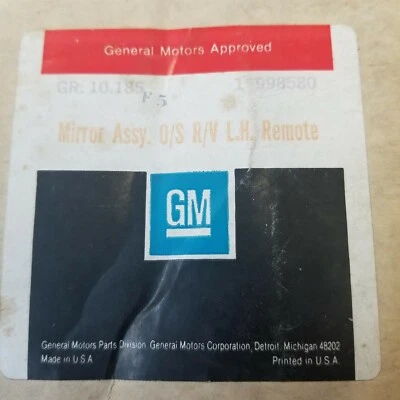 General Motors Approved
GR. 10.185
F5
Mirror Assy. O/S R/V L.H. Remote
GM
General Motors Parts Division, General Motors Corporation, Detroit, Michigan 48202
Made in U.S.A. Printed in U.S.A.